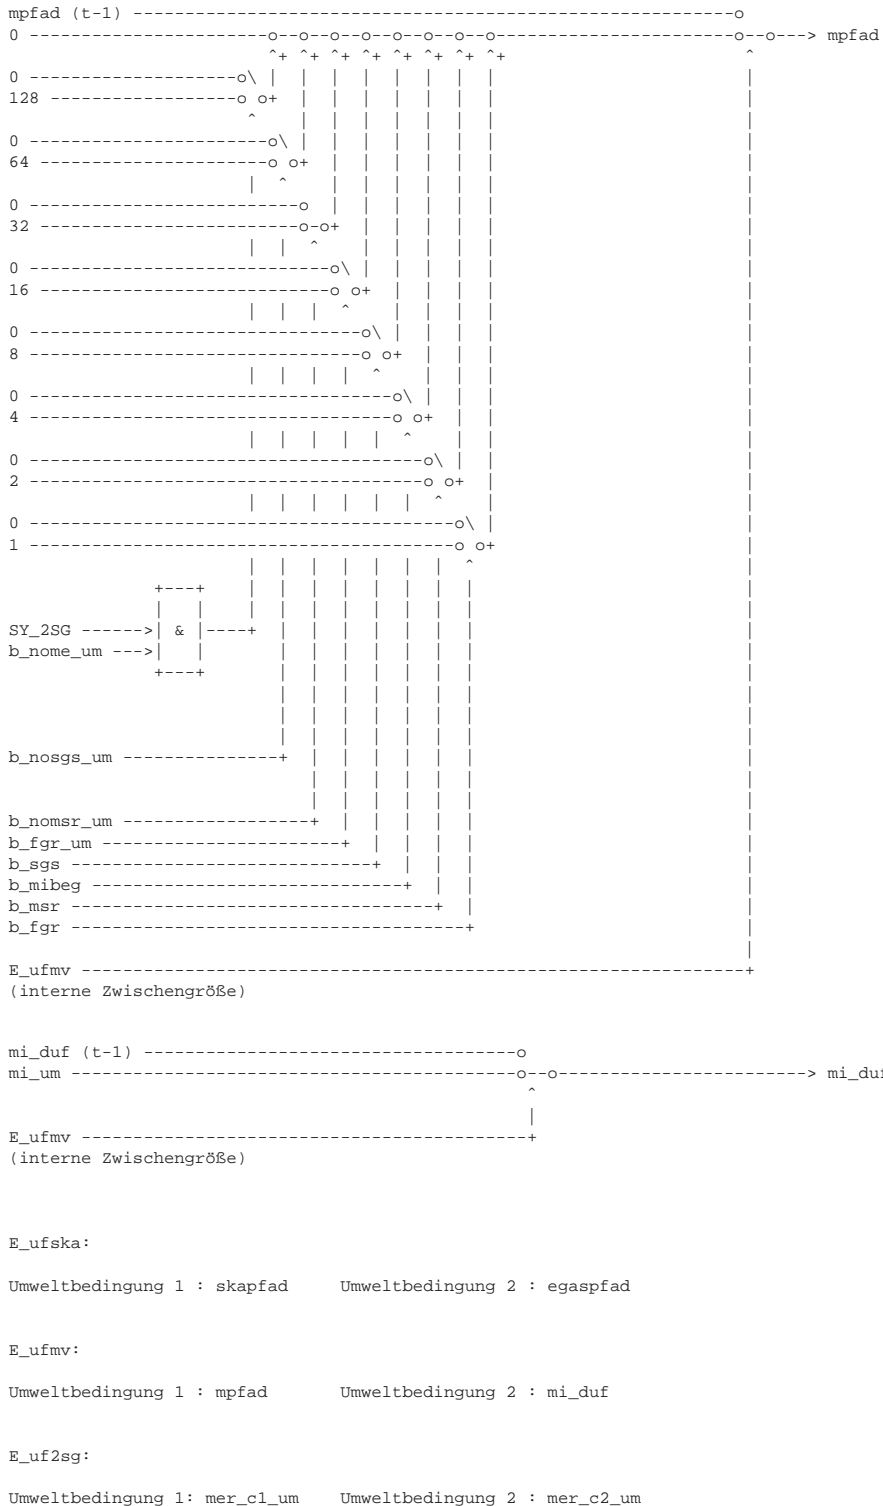 mpfad (t-1) ----------------------------------------------------------o
0 -----------------------o--o--o--o--o--o--o--o-----------------------o--o---> mpfad
^+ ^+ ^+ ^+ ^+ ^+ ^+ ^+ ^
0 --------------------o\ | | | | | | | | |
128 ------------------o o+ | | | | | | | |
^ | | | | | | | |
0 -----------------------o\ | | | | | | | |
64 ----------------------o o+ | | | | | | |
| ^ | | | | | | |
0 --------------------------o | | | | | | |
32 -------------------------o-o+ | | | | | |
| | ^ | | | | | |
0 -----------------------------o\ | | | | | |
16 ----------------------------o o+ | | | | |
| | | ^ | | | | |
0 --------------------------------o\ | | | | |
8 --------------------------------o o+ | | | |
| | | | ^ | | | |
0 -----------------------------------o\ | | | |
4 -----------------------------------o o+ | | |
| | | | | ^ | | |
0 --------------------------------------o\ | | |
2 --------------------------------------o o+ | |
| | | | | | ^ | |
0 -----------------------------------------o\ | |
1 -----------------------------------------o o+ |
| | | | | | | ^ |
+---+ | | | | | | | | |
| | | | | | | | | | |
SY_2SG ------>| & |----+ | | | | | | | |
b_nome_um --->| | | | | | | | | |
+---+ | | | | | | | |
| | | | | | | |
| | | | | | | |
| | | | | | | |
b_nosgs_um ---------------+ | | | | | | |
| | | | | | |
| | | | | | |
b_nomsr_um ------------------+ | | | | | |
b_fgr_um -----------------------+ | | | | |
b_sgs -----------------------------+ | | | |
b_mibeg ------------------------------+ | | |
b_msr -----------------------------------+ | |
b_fgr --------------------------------------+ |
|
E_ufmv ----------------------------------------------------------------+
(interne Zwischengröße)
mi_duf (t-1) ------------------------------------o
mi_um -------------------------------------------o--o------------------------> mi_duf
^
|
E_ufmv -------------------------------------------+
(interne Zwischengröße)
E_ufska:
Umweltbedingung 1 : skapfad Umweltbedingung 2 : egaspfad
E_ufmv:
Umweltbedingung 1 : mpfad Umweltbedingung 2 : mi_duf
E_uf2sg:
Umweltbedingung 1: mer_c1_um Umweltbedingung 2 : mer_c2_um